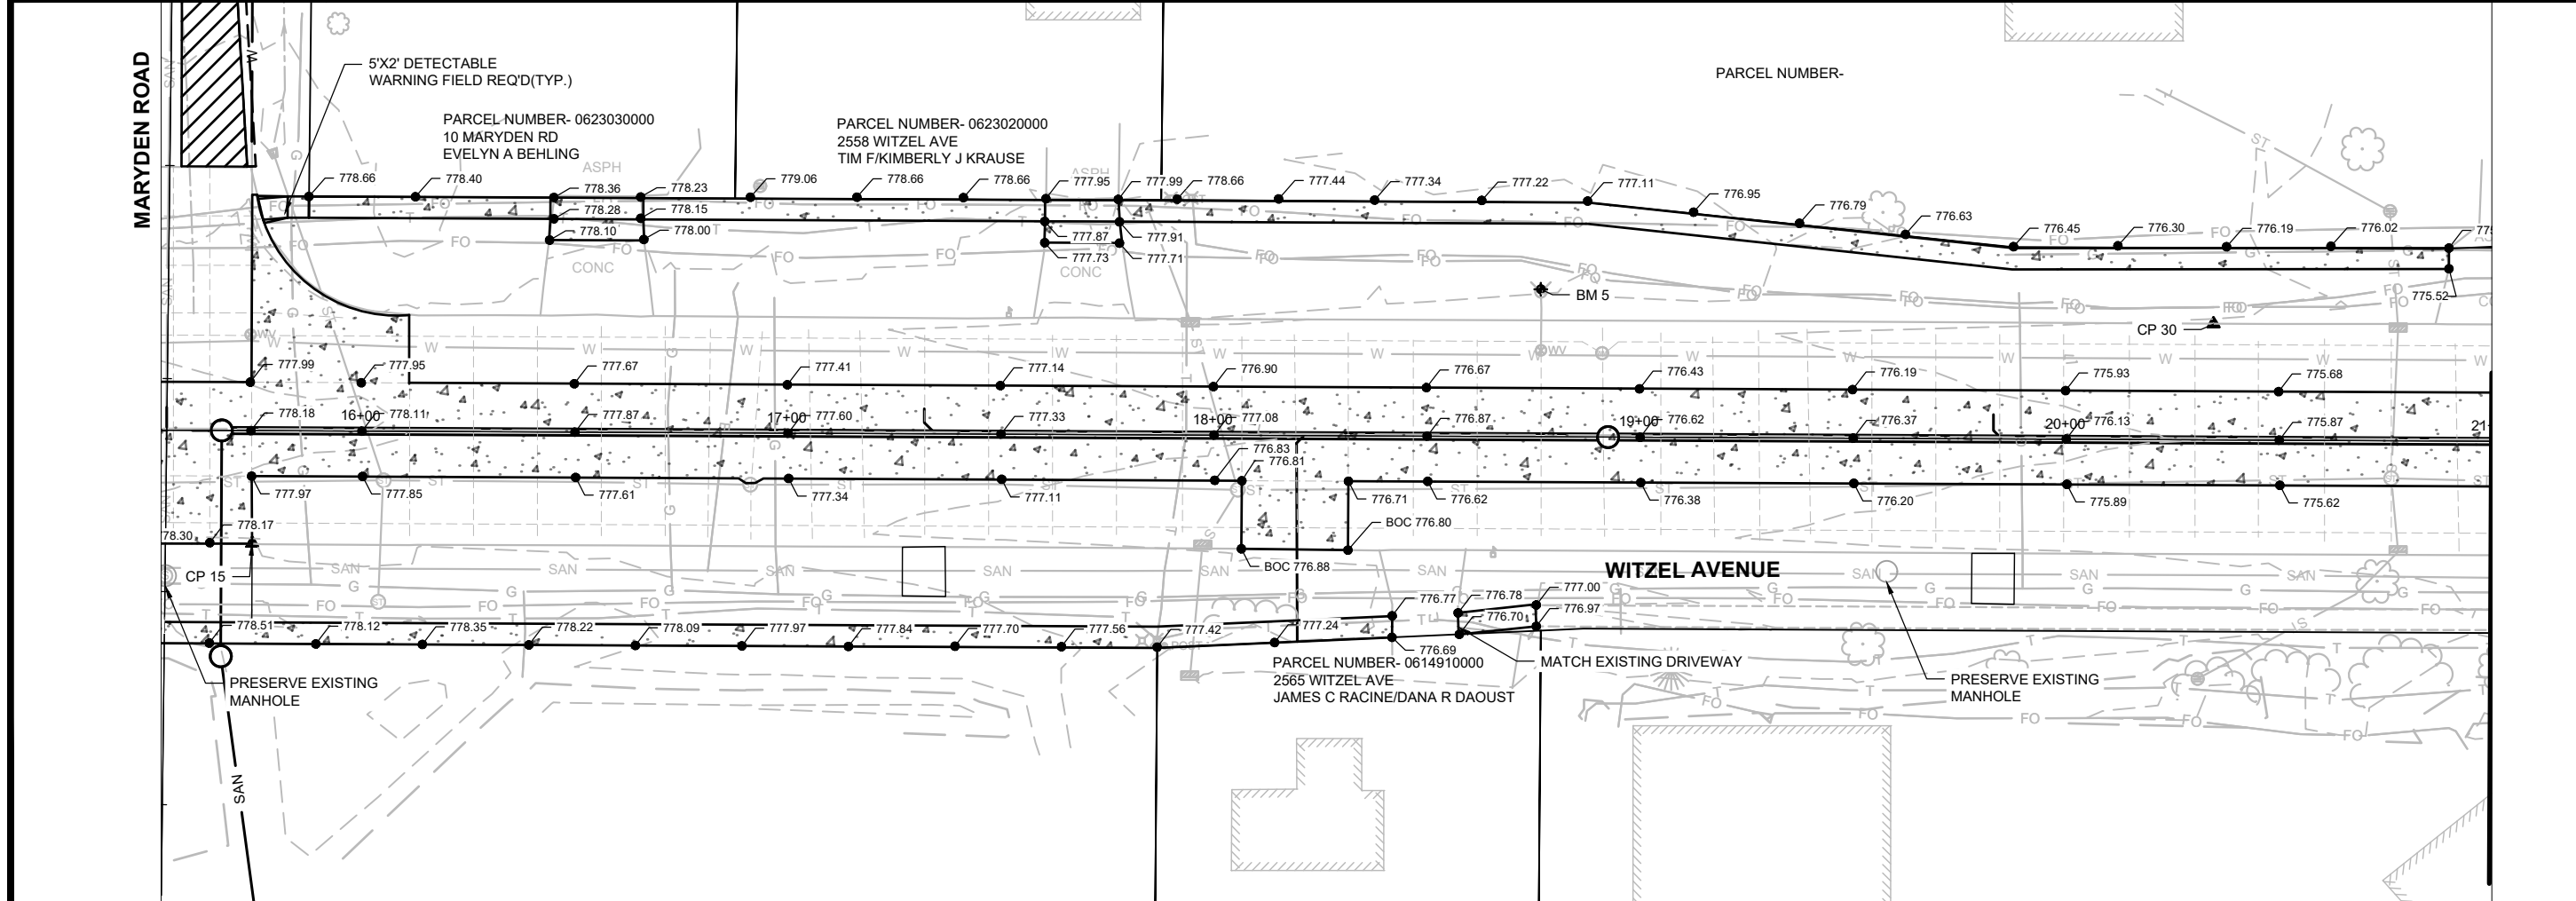 MARYDEN ROAD
5'X2' DETECTABLE
WARNING FIELD REQ'D(TYP.)
PARCEL NUMBER- 0623030000
10 MARYDEN RD
EVELYN A BEHLING
PARCEL NUMBER- 0623020000
2558 WITZEL AVE
TIM F/KIMBERLY J KRAUSE
PARCEL NUMBER-
ASPH
ASPH
778.66
778.40
778.36
778.23
779.06
778.66
778.66
777.95
777.99
778.66
777.44
777.34
777.22
777.11
776.95
776.79
776.63
776.45
776.30
776.19
776.02
778.28
778.15
778.10
778.00
777.87
777.91
777.73
777.71
775.52
CONC
CONC
BM 5
CP 30
777.99
777.95
777.67
777.41
777.14
776.90
776.67
776.43
776.19
775.93
775.68
778.18
16+00
778.11
777.87
17+00
777.60
777.33
18+00
777.08
776.87
19+00
776.62
776.37
20+00
776.13
775.87
776.83
776.81
777.97
777.85
777.61
777.34
777.11
776.71
776.62
776.38
776.20
775.89
775.62
778.17
78.30
BOC 776.80
BOC 776.88
CP 15
WITZEL AVENUE
SAN
SAN
SAN
SAN
SAN
SAN
SAN
SAN
SAN
776.77
776.78
777.00
776.70
776.97
778.51
778.12
778.35
778.22
778.09
777.97
777.84
777.70
777.56
777.42
777.24
776.69
PARCEL NUMBER- 0614910000
2565 WITZEL AVE
JAMES C RACINE/DANA R DAOUST
MATCH EXISTING DRIVEWAY
PRESERVE EXISTING
MANHOLE
PRESERVE EXISTING
MANHOLE
SAN